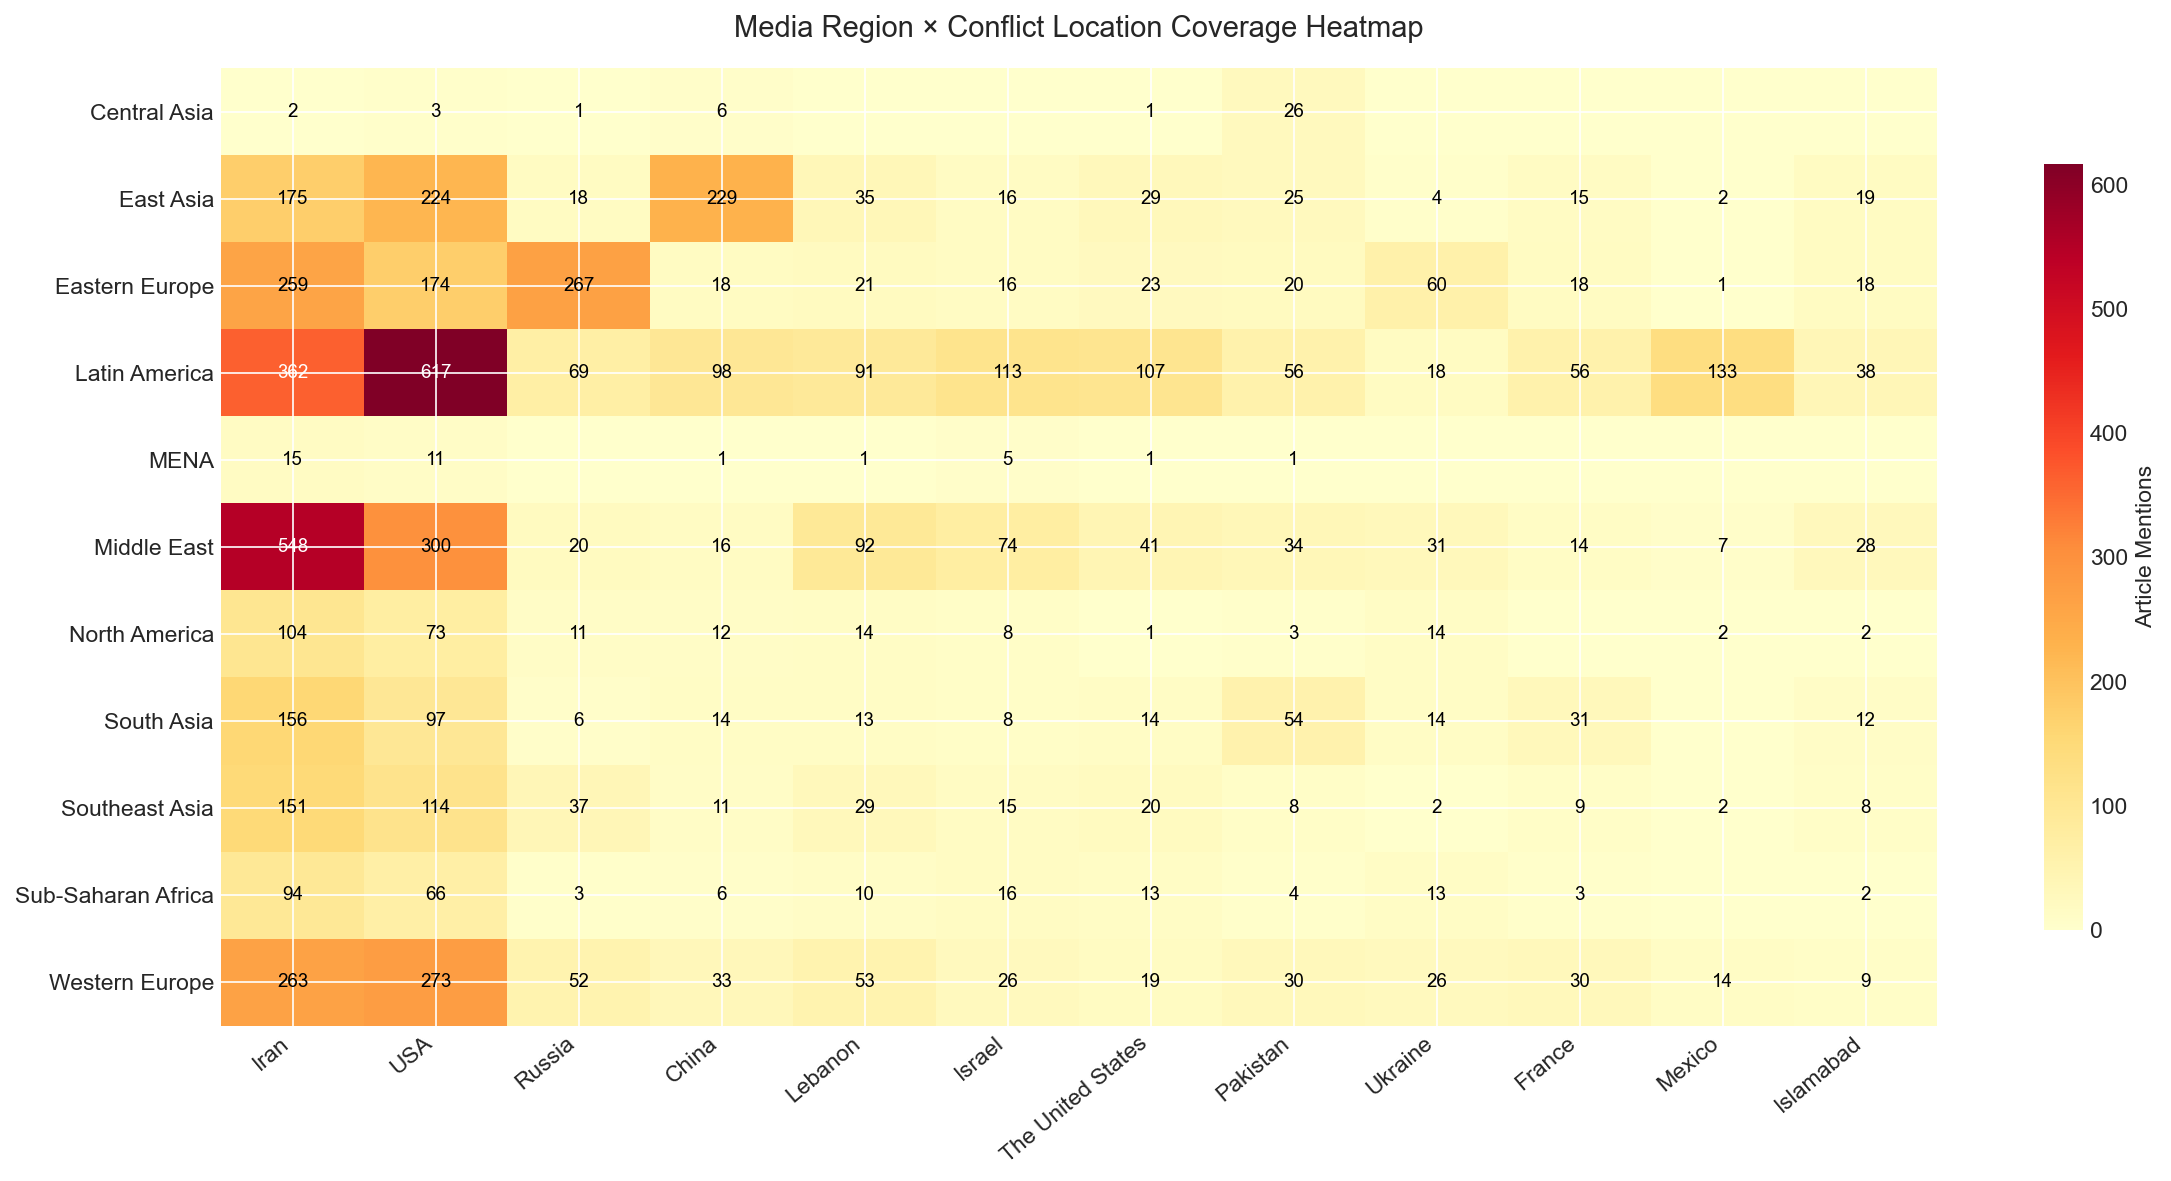 Media Region × Conflict Location Coverage Heatmap
Central Asia 2 3 1 6 1 26
East Asia 175 224 18 229 35 16 29 25 4 15 2 19
Eastern Europe 259 174 267 18 21 16 23 20 60 18 1 18
Latin America 362 617 69 98 91 113 107 56 18 56 133 38
MENA 15 11 1 1 5 1 1
Middle East 548 300 20 16 92 74 41 34 31 14 7 28
North America 104 73 11 12 14 8 1 3 14 2 2
South Asia 156 97 6 14 13 8 14 54 14 31 12
Southeast Asia 151 114 37 11 29 15 20 8 2 9 2 8
Sub-Saharan Africa 94 66 3 6 10 16 13 4 13 3 2
Western Europe 263 273 52 33 53 26 19 30 26 30 14 9
Iran
USA
Russia
China
Lebanon
Israel
The United States
Pakistan
Ukraine
France
Mexico
Islamabad
600
500
400
300
200
100
0
Article Mentions